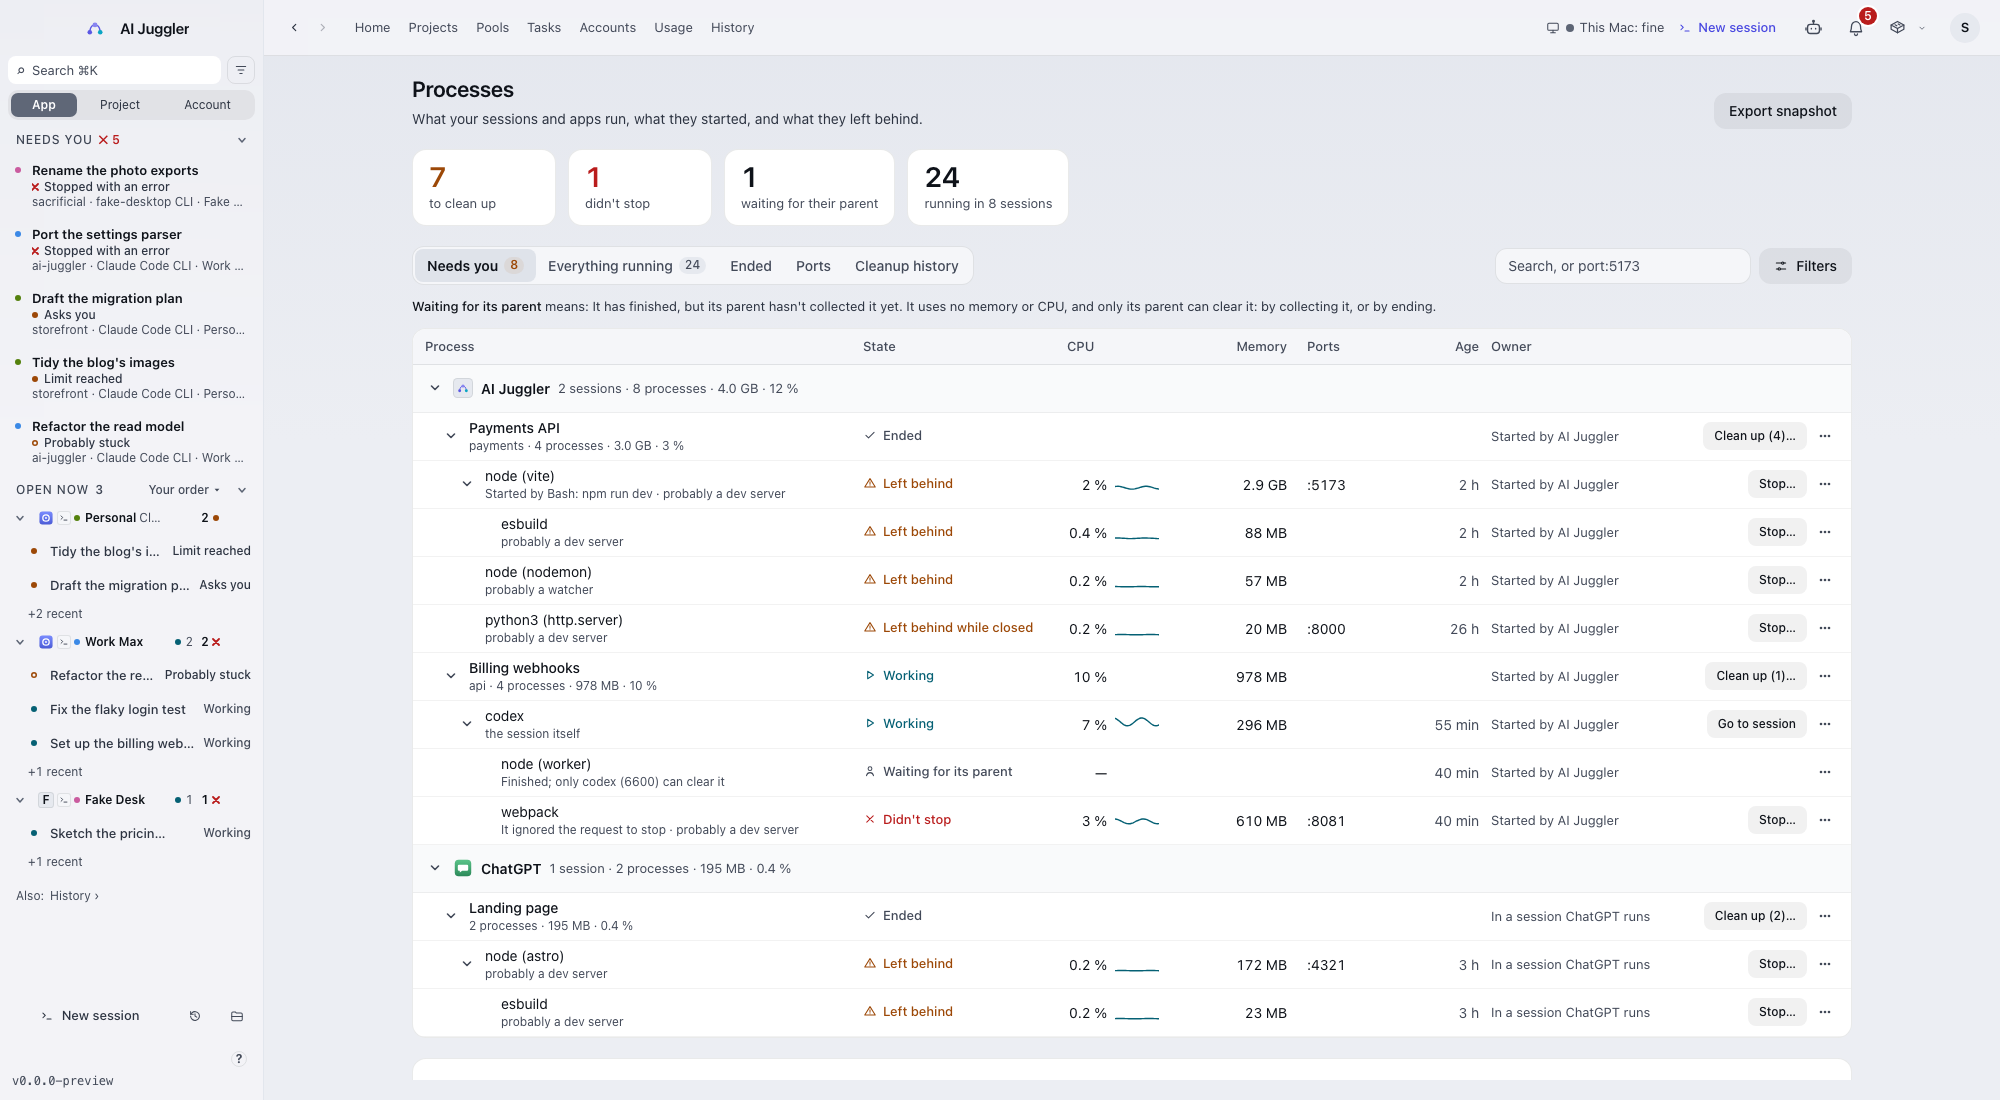 AI Juggler
Search ⌘K
App Project Account
NEEDS YOU 5
Rename the photo exports
Stopped with an error
sacrificial · fake-desktop CLI · Fake ...
Port the settings parser
Stopped with an error
ai-juggler · Claude Code CLI · Work ...
Draft the migration plan
Asks you
storefront · Claude Code CLI · Perso...
Tidy the blog's images
Limit reached
storefront · Claude Code CLI · Perso...
Refactor the read model
Probably stuck
ai-juggler · Claude Code CLI · Work ...
OPEN NOW 3 Your order
Personal Cl... 2
Tidy the blog's i... Limit reached
Draft the migration p... Asks you
+2 recent
Work Max 2 2
Refactor the re... Probably stuck
Fix the flaky login test Working
Set up the billing web... Working
+1 recent
F Fake Desk 1 1
Sketch the pricin... Working
+1 recent
Also: History ›
New session
?
v0.0.0-preview
Home Projects Pools Tasks Accounts Usage History
This Mac: fine New session 5 S
Processes
What your sessions and apps run, what they started, and what they left behind.
Export snapshot
7 to clean up
1 didn't stop
1 waiting for their parent
24 running in 8 sessions
Needs you 8 Everything running 24 Ended Ports Cleanup history
Search, or port:5173 Filters
Waiting for its parent means: It has finished, but its parent hasn't collected it yet. It uses no memory or CPU, and only its parent can clear it: by collecting it, or by ending.
Process State CPU Memory Ports Age Owner
AI Juggler 2 sessions · 8 processes · 4.0 GB · 12 %
Payments API Ended Started by AI Juggler Clean up (4)... ···
payments · 4 processes · 3.0 GB · 3 %
node (vite) Left behind 2 % 2.9 GB :5173 2 h Started by AI Juggler Stop... ···
Started by Bash: npm run dev · probably a dev server
esbuild Left behind 0.4 % 88 MB 2 h Started by AI Juggler Stop... ···
probably a dev server
node (nodemon) Left behind 0.2 % 57 MB 2 h Started by AI Juggler Stop... ···
probably a watcher
python3 (http.server) Left behind while closed 0.2 % 20 MB :8000 26 h Started by AI Juggler Stop... ···
probably a dev server
Billing webhooks Working 10 % 978 MB Started by AI Juggler Clean up (1)... ···
api · 4 processes · 978 MB · 10 %
codex Working 7 % 296 MB 55 min Started by AI Juggler Go to session ···
the session itself
node (worker) Waiting for its parent — 40 min Started by AI Juggler ···
Finished; only codex (6600) can clear it
webpack Didn't stop 3 % 610 MB :8081 40 min Started by AI Juggler Stop... ···
It ignored the request to stop · probably a dev server
ChatGPT 1 session · 2 processes · 195 MB · 0.4 %
Landing page Ended In a session ChatGPT runs Clean up (2)... ···
2 processes · 195 MB · 0.4 %
node (astro) Left behind 0.2 % 172 MB :4321 3 h In a session ChatGPT runs Stop... ···
probably a dev server
esbuild Left behind 0.2 % 23 MB 3 h In a session ChatGPT runs Stop... ···
probably a dev server